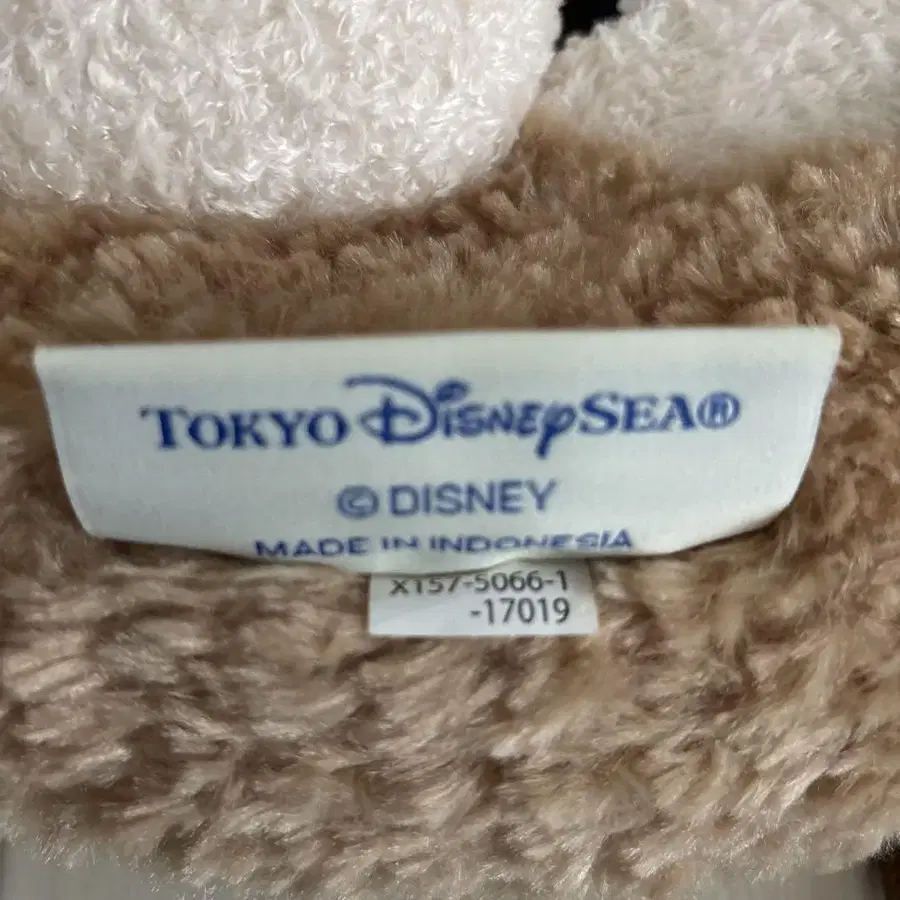 TOKYO DISNEYSEA®
© DISNEY
MADE IN INDONESIA
X157-5066-1
-17019